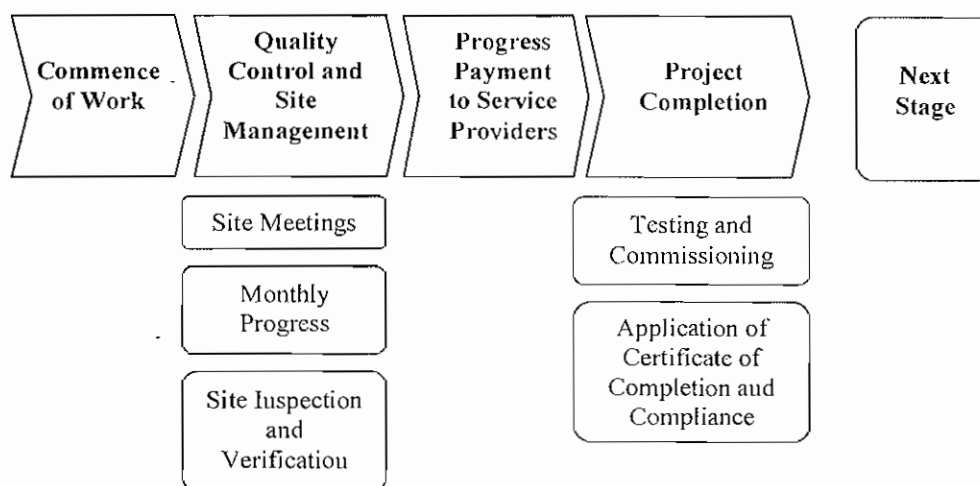 Commence
of Work
Quality
Control and
Site
Management
Progress
Payment
to Service
Providers
Project
Completion
Next
Stage
Site Meetings
Monthly
Progress
Site Iuspection
and
Verificatiou
Testing and
Commissioning
Application of
Certificate of
Completion aud
Compliance